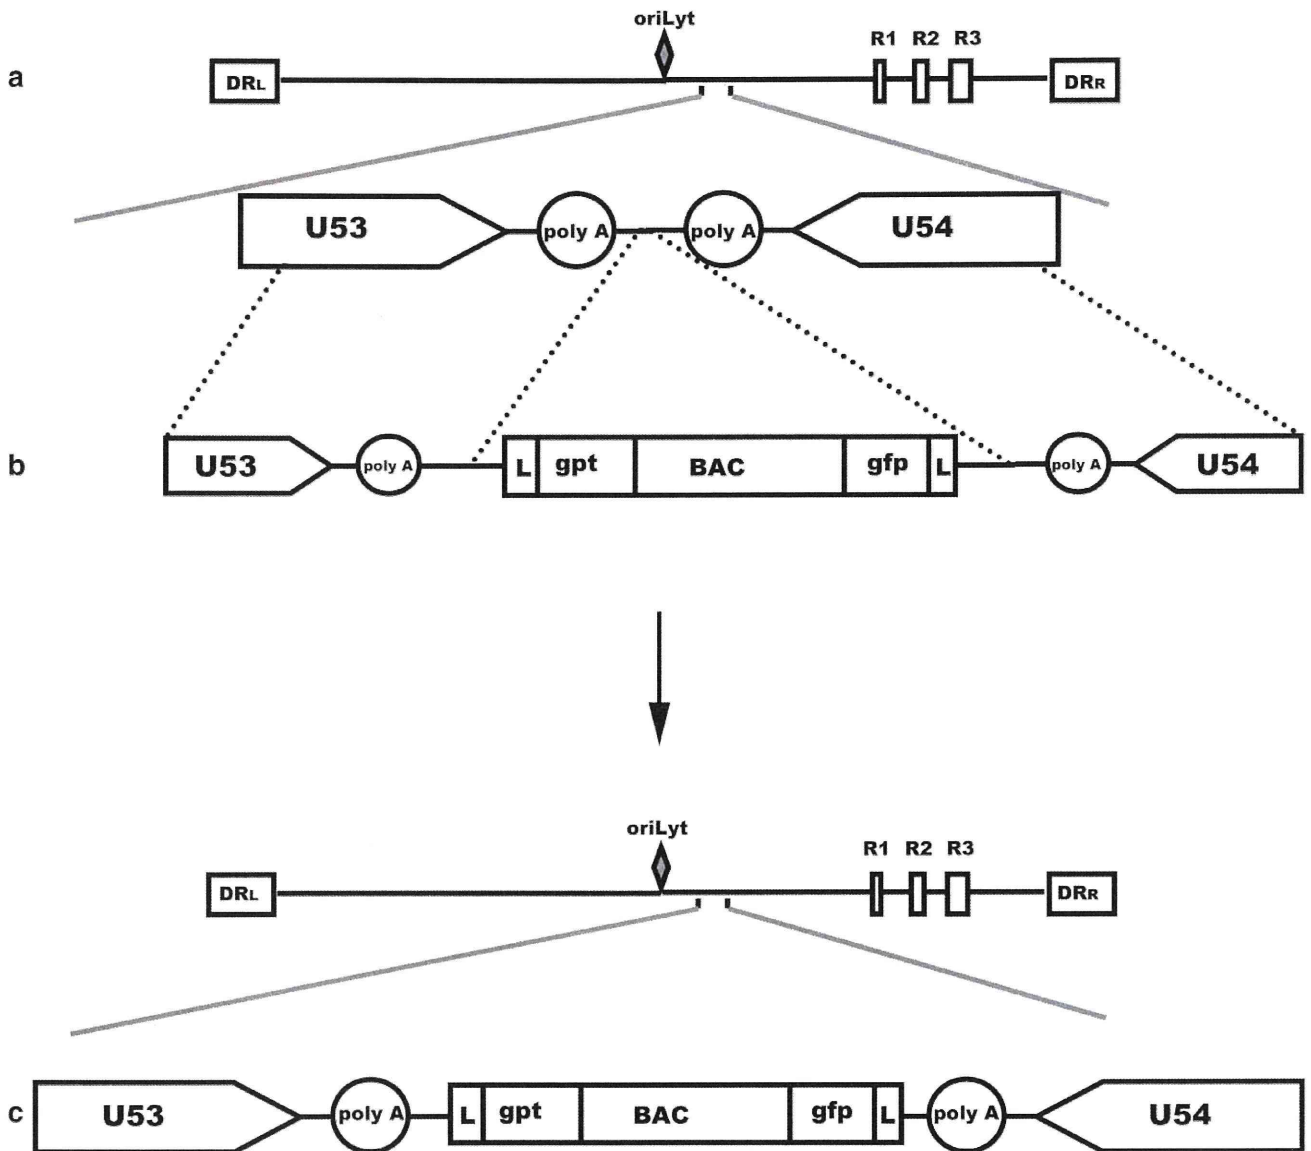 oriLyt
R1 R2 R3
a
DRL
DRR
U53
poly A
poly A
U54
b
U53
poly A
L
gpt
BAC
gfp
L
poly A
U54
oriLyt
R1 R2 R3
DRL
DRR
c
U53
poly A
L
gpt
BAC
gfp
L
poly A
U54